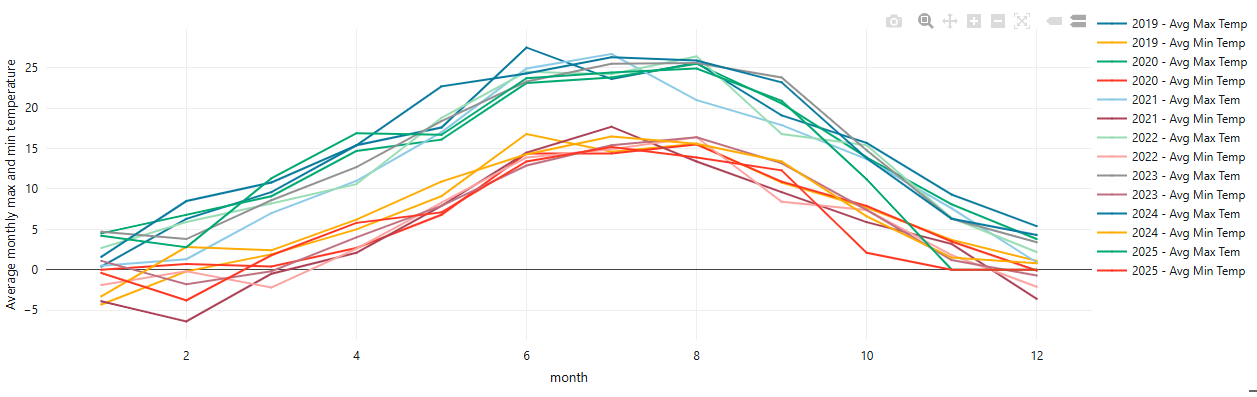 2019 - Avg Max Temp
2019 - Avg Min Temp
2020 - Avg Max Temp
2020 - Avg Min Temp
2021 - Avg Max Tem
2021 - Avg Min Temp
2022 - Avg Max Tem
2022 - Avg Min Temp
2023 - Avg Max Tem
2023 - Avg Min Temp
2024 - Avg Max Tem
2024 - Avg Min Temp
2025 - Avg Max Tem
2025 - Avg Min Temp
Average monthly max and min temperature
25
20
15
10
5
0
−5
2 4 6 8 10 12
month